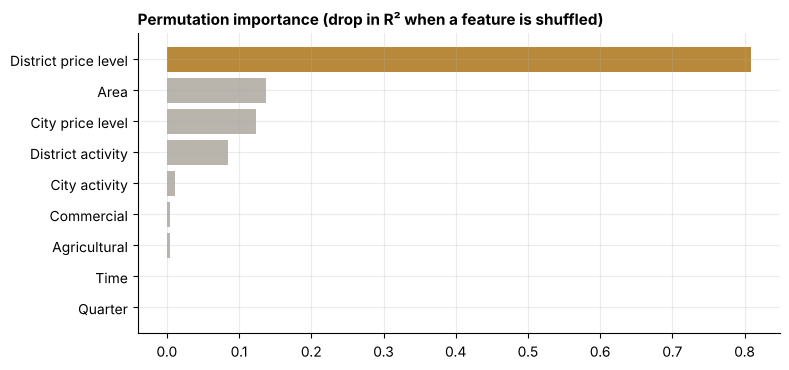 Permutation importance (drop in R² when a feature is shuffled)
District price level
Area
City price level
District activity
City activity
Commercial
Agricultural
Time
Quarter
0.0 0.1 0.2 0.3 0.4 0.5 0.6 0.7 0.8